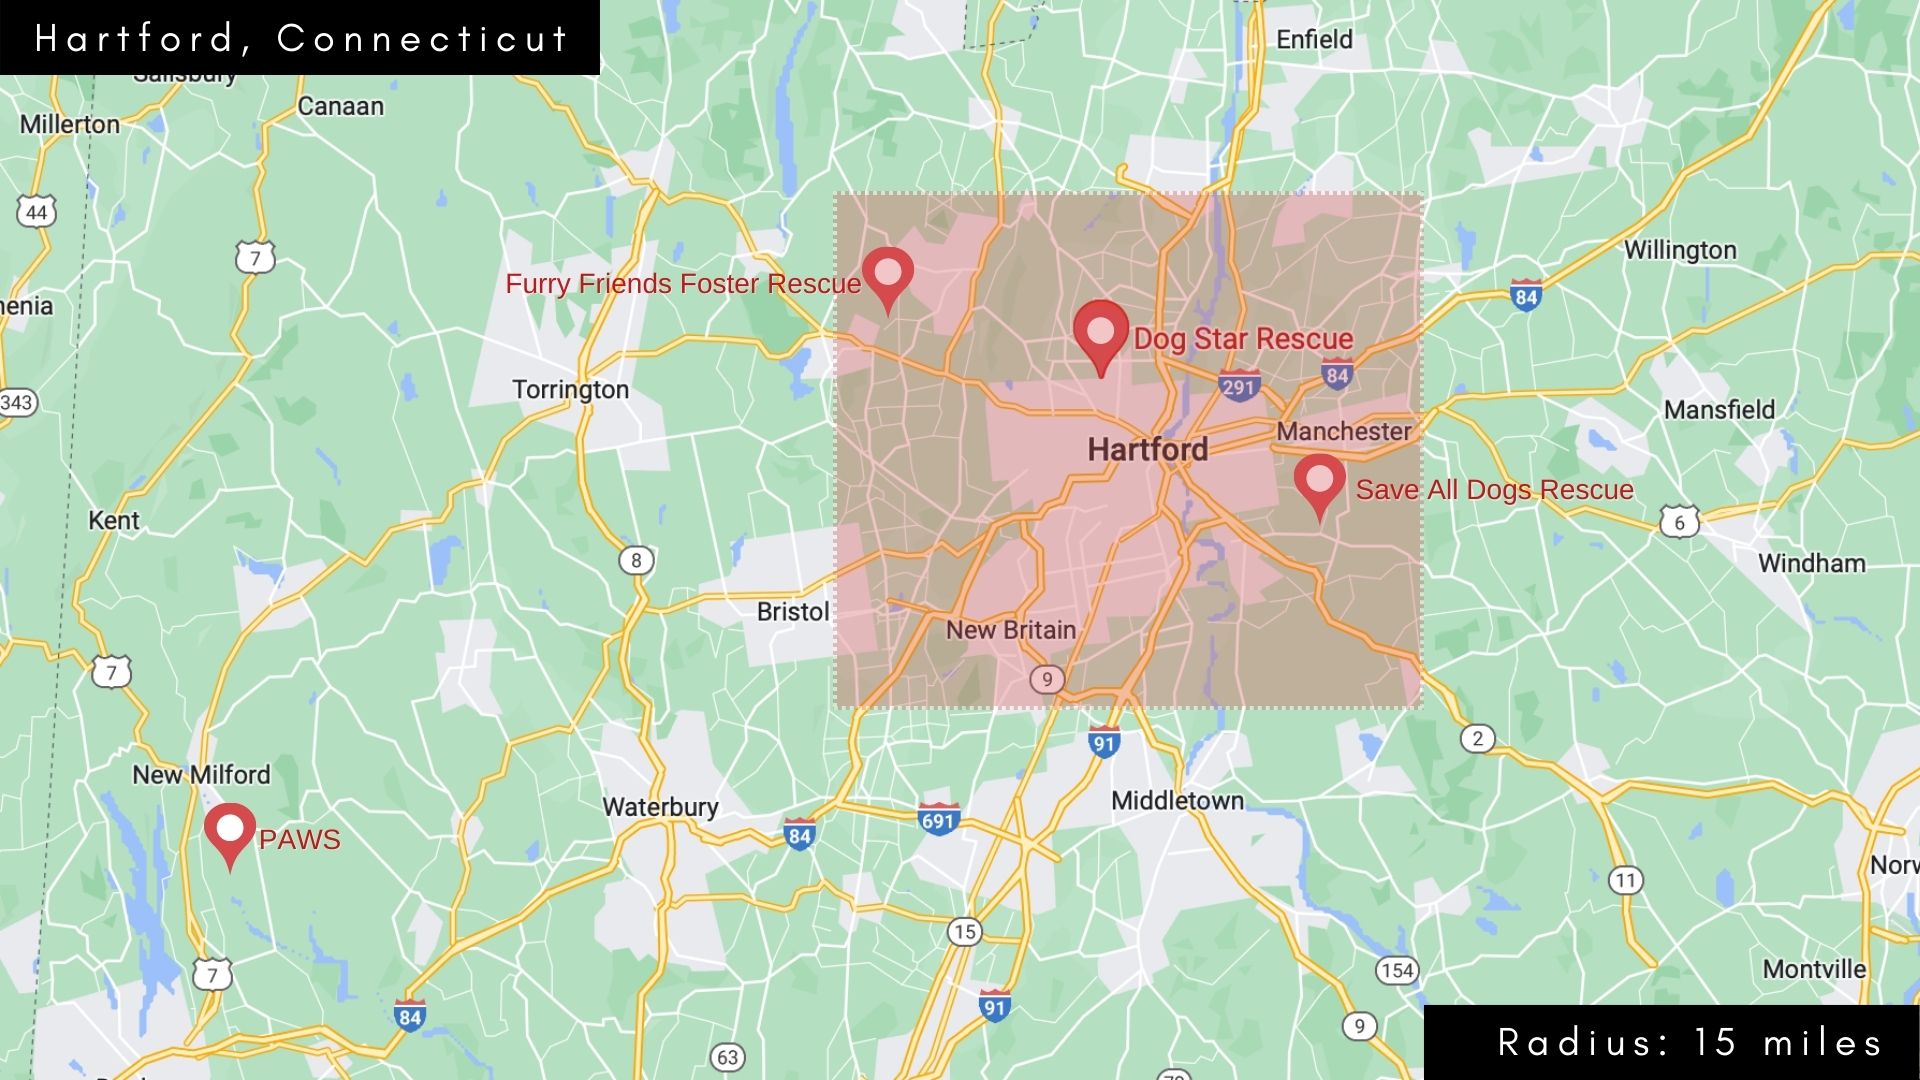 Hartford, Connecticut
Enfield
Salisbury
Canaan
Millerton
44
7
Willington
Furry Friends Foster Rescue
84
enia
Dog Star Rescue
84
291
Torrington
343
Mansfield
Manchester
Hartford
Save All Dogs Rescue
Kent
6
8
Windham
Bristol
New Britain
7
9
2
91
New Milford
Middletown
Waterbury
691
84
PAWS
Norw
11
15
154
Montville
7
91
84
9
63
Radius: 15 miles